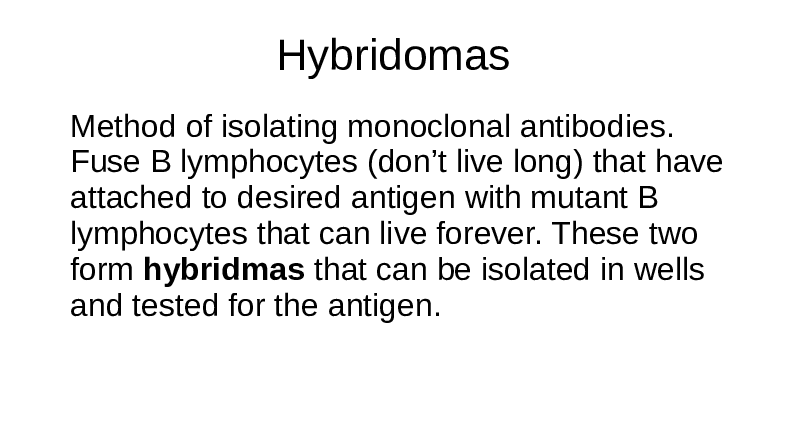 Hybridomas
Method of isolating monoclonal antibodies.
Fuse B lymphocytes (don’t live long) that have
attached to desired antigen with mutant B
lymphocytes that can live forever. These two
form hybridmas that can be isolated in wells
and tested for the antigen.